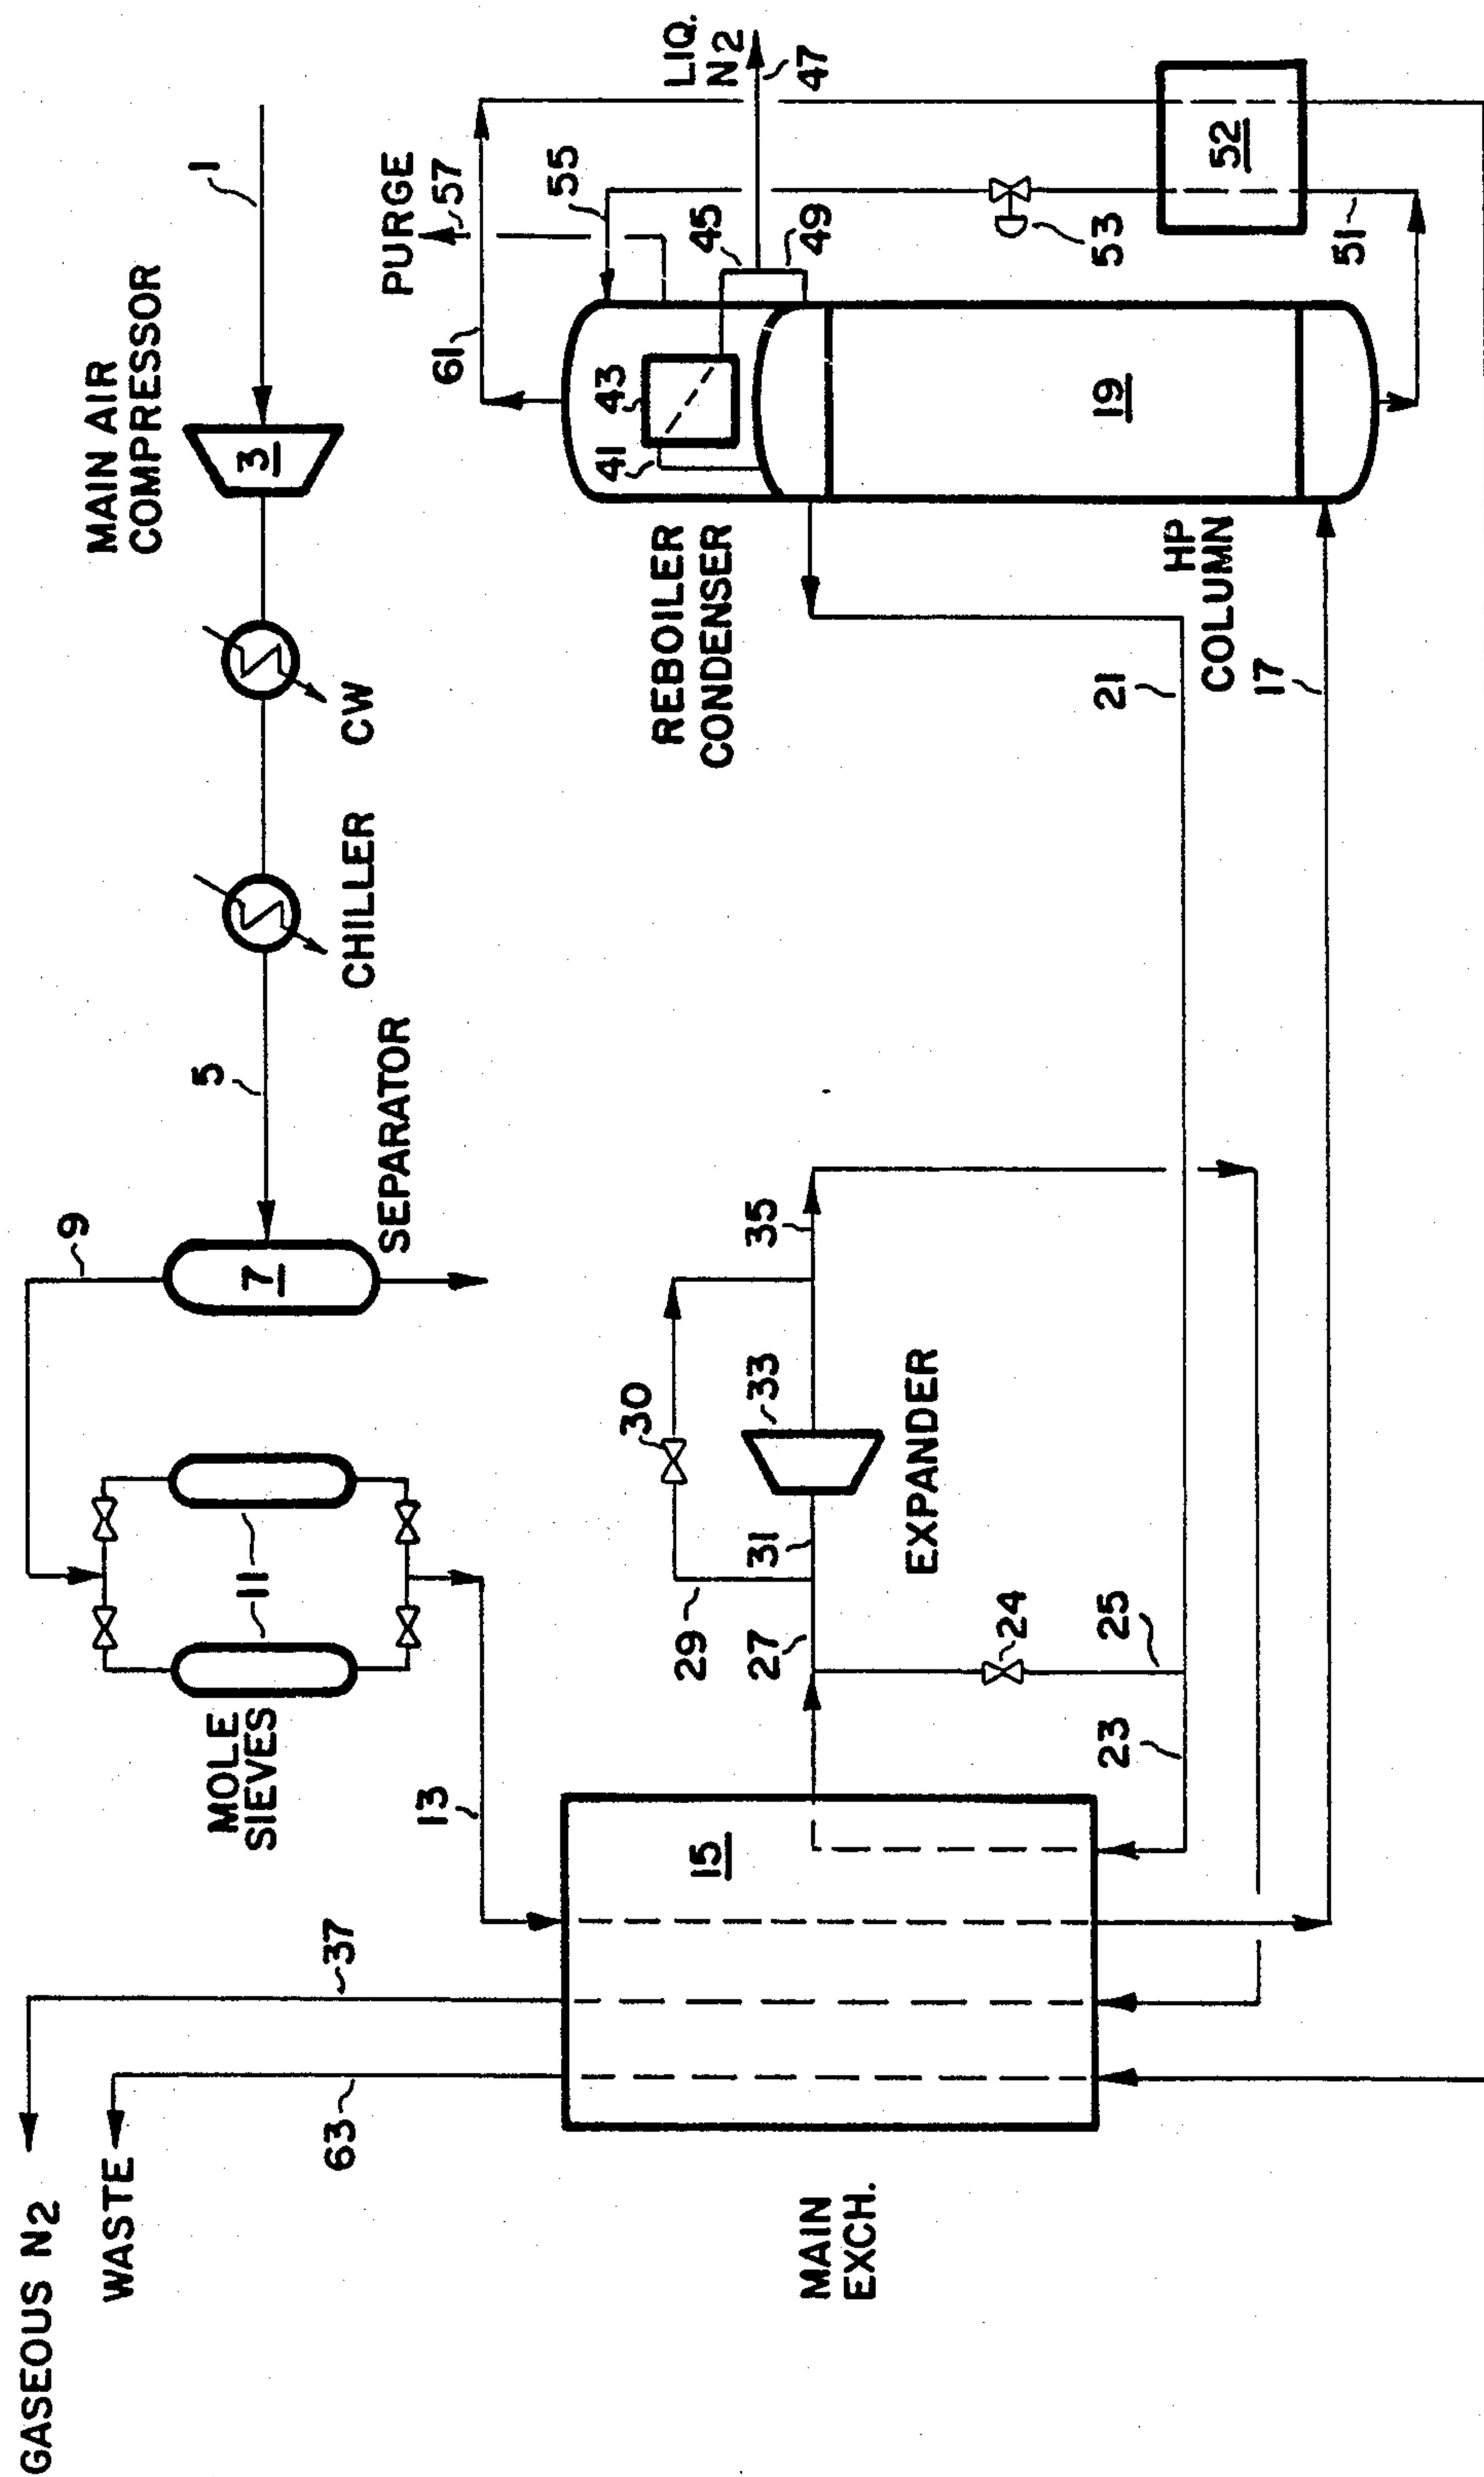 GASEOUS N2
WASTE
63
37
MAIN
EXCH.
15
13
MOLE
SIEVES
11
9
7
SEPARATOR
5
CHILLER
CW
MAIN AIR
COMPRESSOR
3
1
23
25
24
27
29
30
31
33
EXPANDER
35
21
17
HP
COLUMN
19
REBOILER
CONDENSER
41
43
61
PURGE
57
55
45
49
LIQ.
N2
47
53
52
51